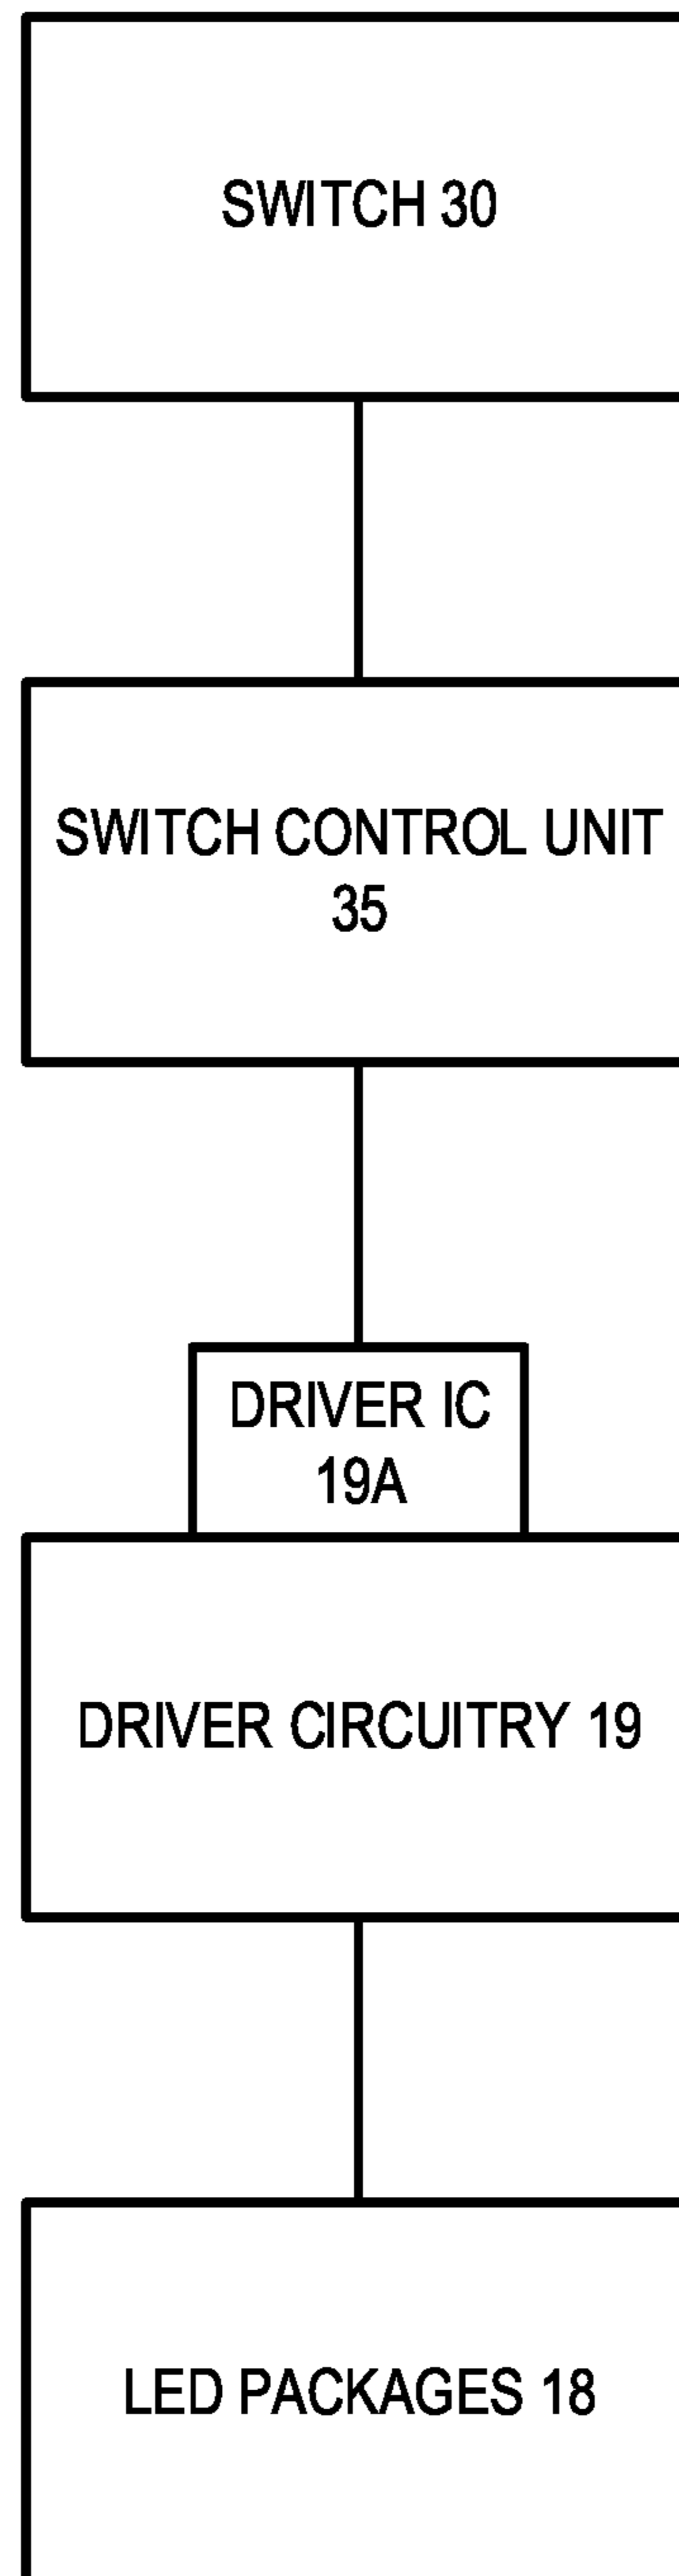 SWITCH 30
SWITCH CONTROL UNIT
35
DRIVER IC
19A
DRIVER CIRCUITRY 19
LED PACKAGES 18